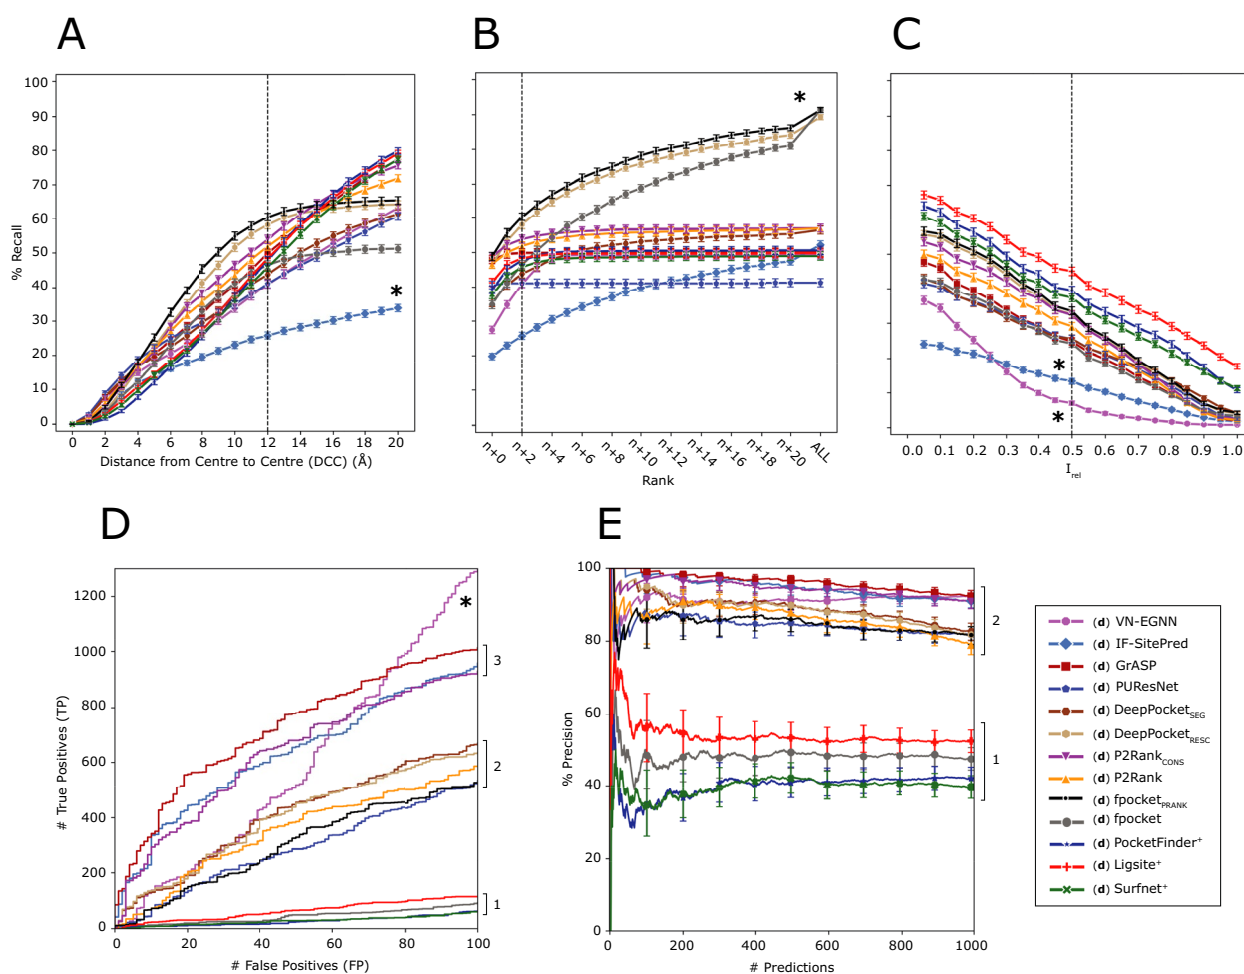 A
B
C
100
90
80
70
60
50
40
30
20
10
0
% Recall
0 2 4 6 8 10 12 14 16 18 20
Distance from Centre to Centre (DCC) (Å)
*
n+0 n+2 n+4 n+6 n+8 n+10 n+12 n+14 n+16 n+18 n+20 ALL
Rank
*
0.0 0.1 0.2 0.3 0.4 0.5 0.6 0.7 0.8 0.9 1.0
I_rel
*
*
D
E
1200
1000
800
600
400
200
0
# True Positives (TP)
0 20 40 60 80 100
# False Positives (FP)
*
3
2
1
100
80
60
40
20
0
% Precision
0 200 400 600 800 1000
# Predictions
2
1
(d) VN-EGNN
(d) IF-SitePred
(d) GrASP
(d) PUResNet
(d) DeepPocket_SEG
(d) DeepPocket_RESC
(d) P2Rank_CONS
(d) P2Rank
(d) fpocket_PRANK
(d) fpocket
(d) PocketFinder⁺
(d) Ligsite⁺
(d) Surfnet⁺